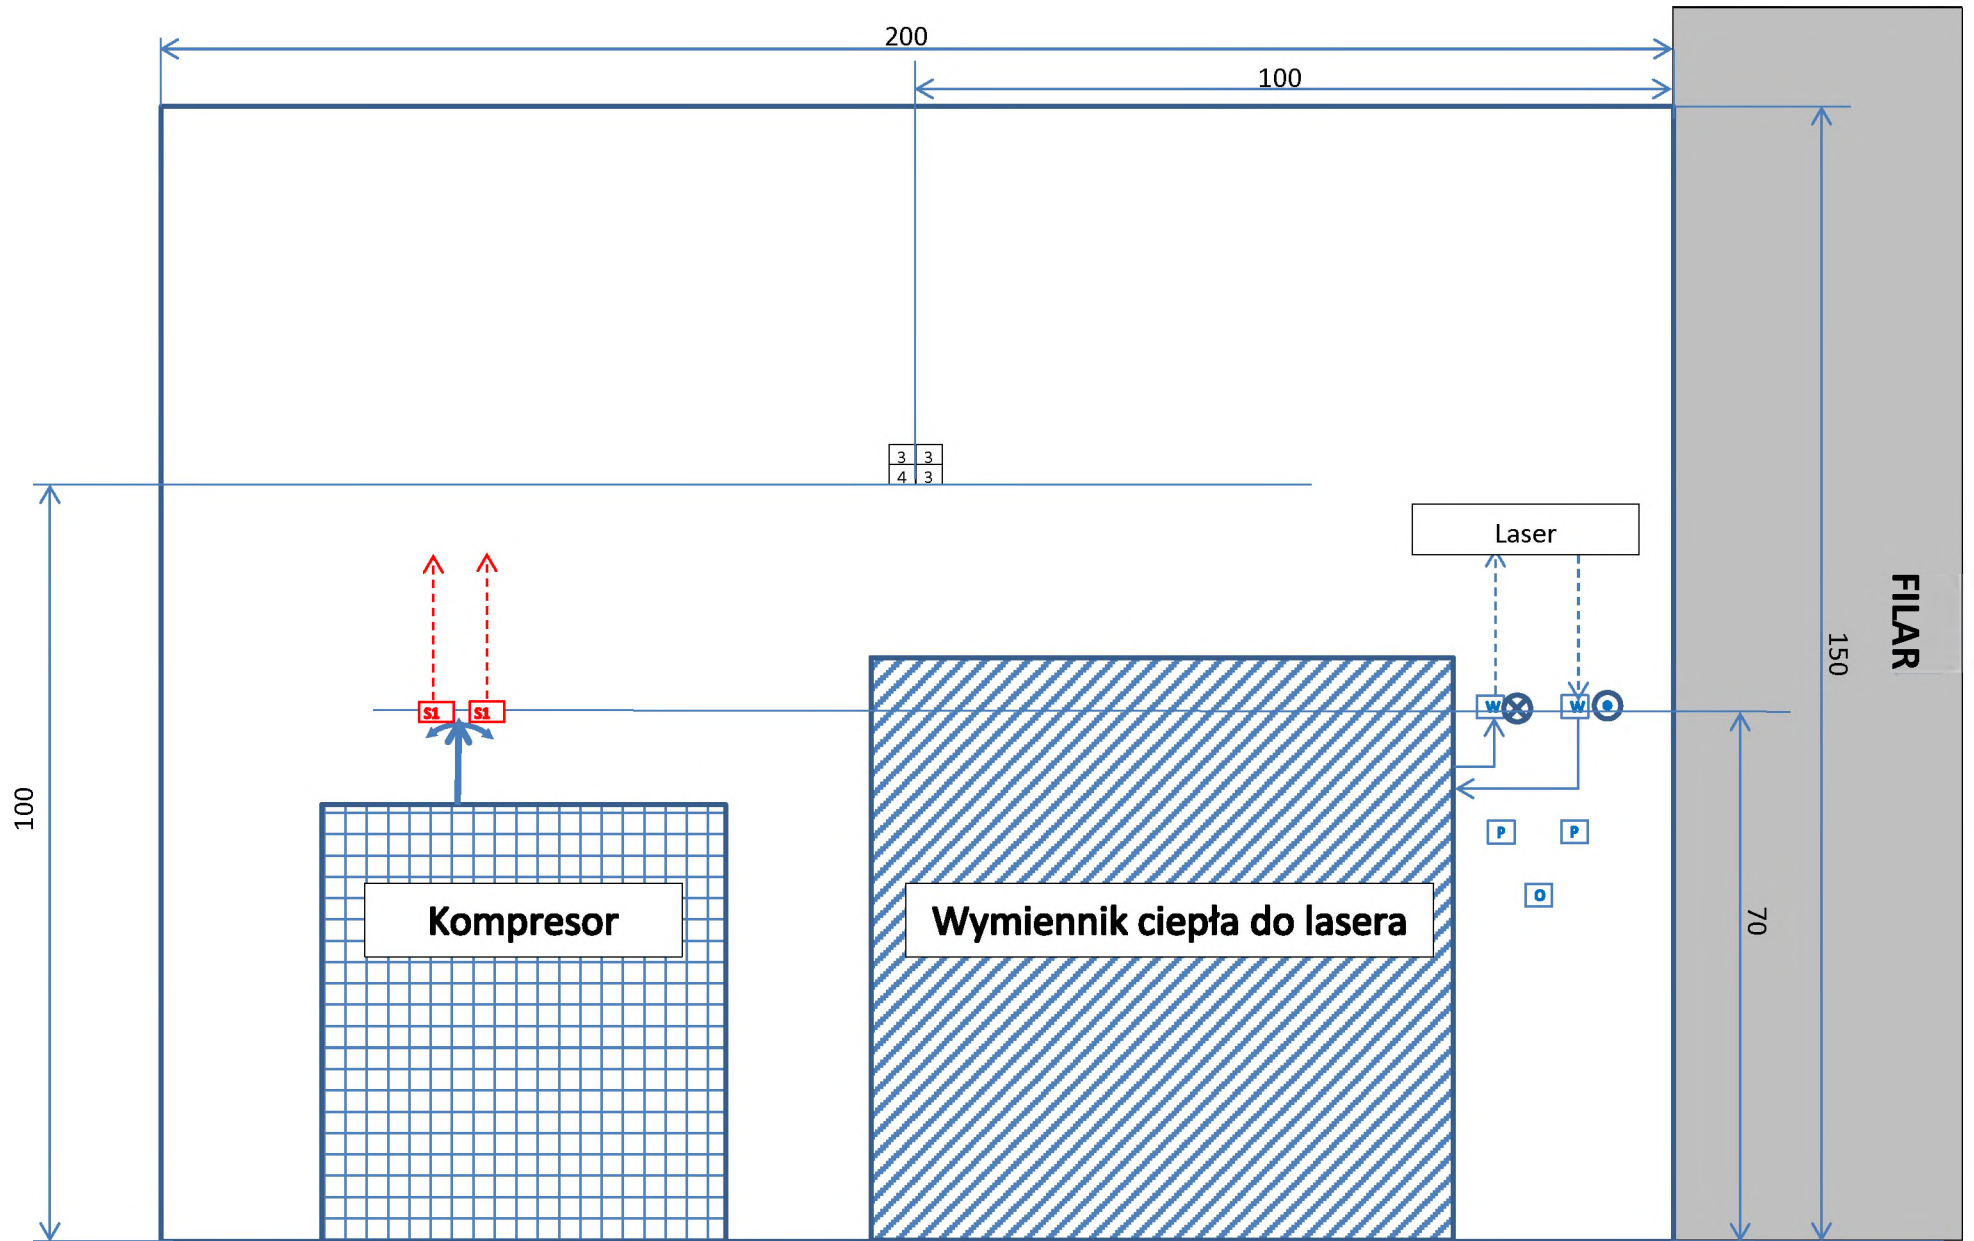 200
100
3 3
4 3
Laser
FILAR
150
S1 S1
W W
100
P P
Kompresor
Wymiennik ciepła do lasera
O
70